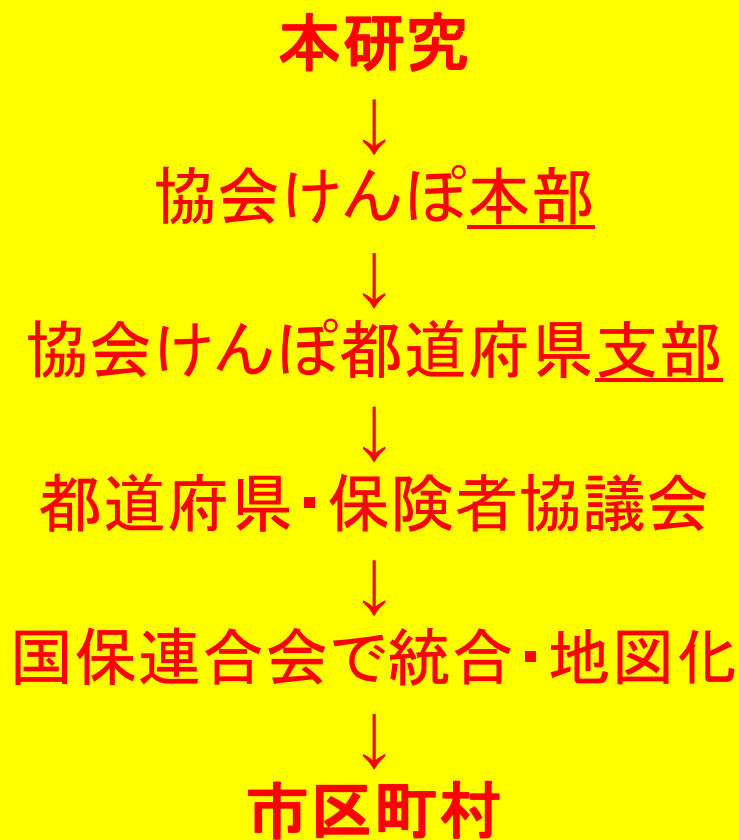 本研究
↓
協会けんぽ本部
↓
協会けんぽ都道府県支部
↓
都道府県・保険者協議会
↓
国保連合会で統合・地図化
↓
市区町村